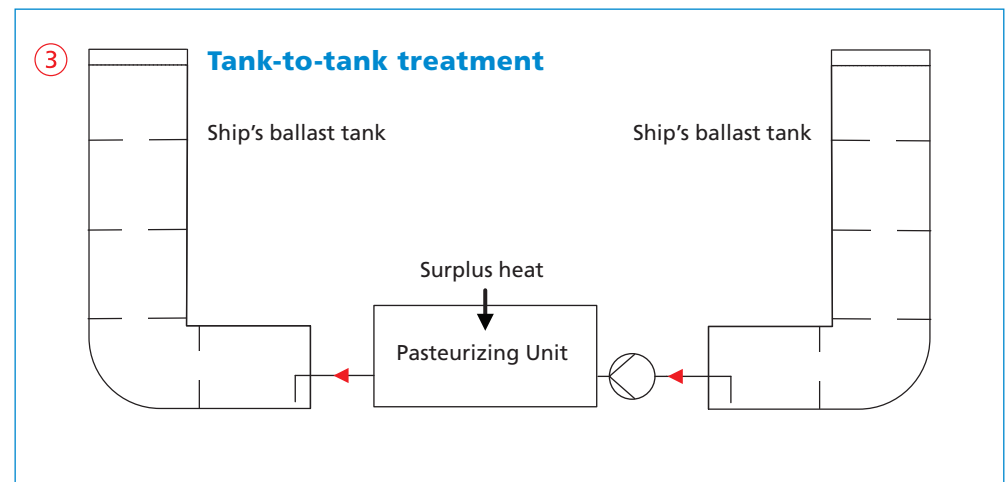 3
Tank-to-tank treatment
Ship’s ballast tank
Ship’s ballast tank
Surplus heat
Pasteurizing Unit